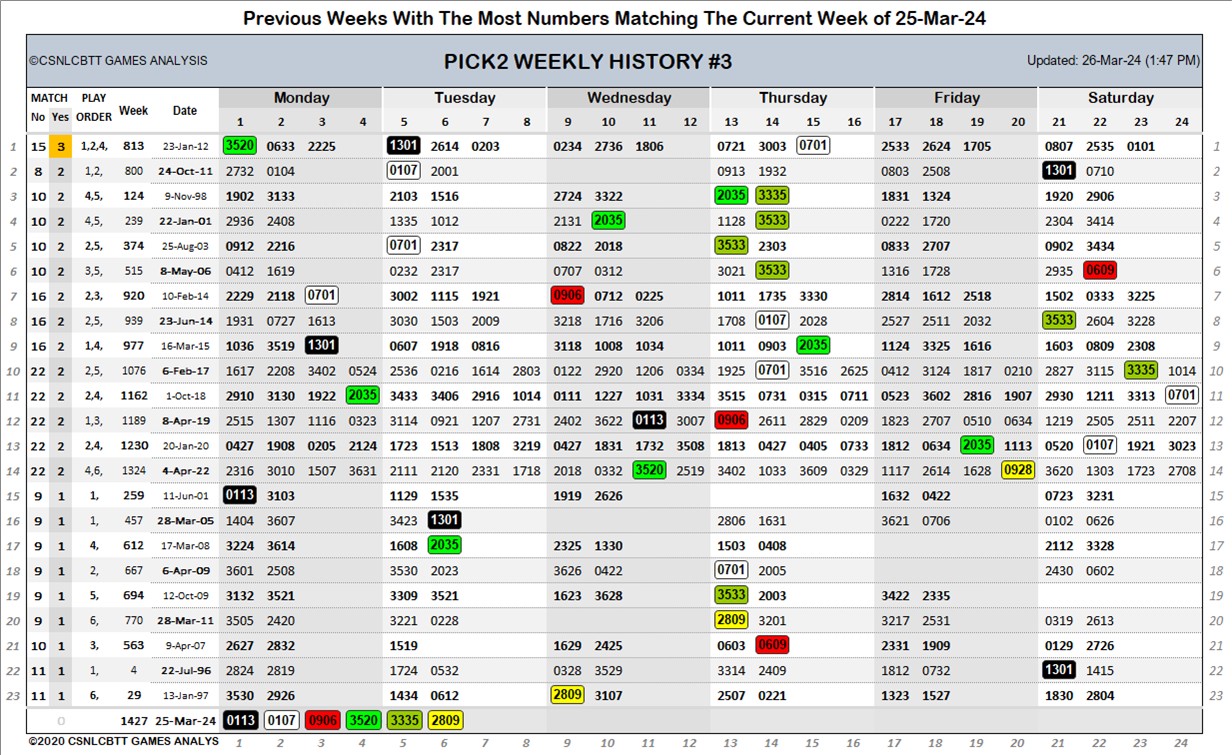 Previous Weeks With The Most Numbers Matching The Current Week of 25-Mar-24
©CSNLCBTT GAMES ANALYSIS PICK2 WEEKLY HISTORY #3 Updated: 26-Mar-24 (1:47 PM)
MATCH PLAY Week Date Monday Tuesday Wednesday Thursday Friday Saturday
No Yes ORDER 1 2 3 4 5 6 7 8 9 10 11 12 13 14 15 16 17 18 19 20 21 22 23 24
1 15 3 1,2,4, 813 23-Jan-12 3520 0633 2225 1301 2614 0203 0234 2736 1806 0721 3003 0701 2533 2624 1705 0807 2535 0101 1
2 8 2 1,2, 800 24-Oct-11 2732 0104 0107 2001 0913 1932 0803 2508 1301 0710 2
3 10 2 4,5, 124 9-Nov-98 1902 3133 2103 1516 2724 3322 2035 3335 1831 1324 1920 2906 3
4 10 2 4,5, 239 22-Jan-01 2936 2408 1335 1012 2131 2035 1128 3533 0222 1720 2304 3414 4
5 10 2 2,5, 374 25-Aug-03 0912 2216 0701 2317 0822 2018 3533 2303 0833 2707 0902 3434 5
6 10 2 3,5, 515 8-May-06 0412 1619 0232 2317 0707 0312 3021 3533 1316 1728 2935 0609 6
7 16 2 2,3, 920 10-Feb-14 2229 2118 0701 3002 1115 1921 0906 0712 0225 1011 1735 3330 2814 1612 2518 1502 0333 3225 7
8 16 2 2,5, 939 23-Jun-14 1931 0727 1613 3030 1503 2009 3218 1716 3206 1708 0107 2028 2527 2511 2032 3533 2604 3228 8
9 16 2 1,4, 977 16-Mar-15 1036 3519 1301 0607 1918 0816 3118 1008 1034 1011 0903 2035 1124 3325 1616 1603 0809 2308 9
10 22 2 2,5, 1076 6-Feb-17 1617 2208 3402 0524 2536 0216 1614 2803 0122 2920 1206 0334 1925 0701 3516 1625 0412 3124 1817 0210 2827 3115 3335 1014 10
11 22 2 2,4, 1162 1-Oct-18 2910 3130 1922 2035 3433 3406 2916 1014 0111 1227 1031 3334 3515 0731 0315 0711 0523 3602 2816 1907 2930 1211 3313 0701 11
12 22 2 1,3, 1189 8-Apr-19 2515 1307 1116 0323 3114 0921 1207 2731 2402 3622 0113 3007 0906 2611 2829 0209 1823 2707 0510 0634 1219 2505 2511 2207 12
13 22 2 2,4, 1230 20-Jan-20 0427 1908 0205 2124 1723 1513 1808 3219 0427 1831 1732 3508 1813 0427 0405 0733 1812 0634 2035 1113 0520 0107 1921 3023 13
14 22 2 4,6, 1324 4-Apr-22 2316 3010 1507 3631 2111 2120 2331 1718 2018 0332 3520 2519 3402 1033 3609 0329 1117 2614 1628 0928 3620 1303 1723 2708 14
15 9 1 1, 259 11-Jun-01 0113 3103 1129 1535 1919 2626 1632 0422 0723 3231 15
16 9 1 1, 457 28-Mar-05 1404 3607 3423 1301 2806 1631 3621 0706 0102 0626 16
17 9 1 4, 612 17-Mar-08 3224 3614 1608 2035 2325 1330 1503 0408 2112 3328 17
18 9 1 2, 667 6-Apr-09 3601 2508 3530 2023 3626 0422 0701 2005 2430 0602 18
19 9 1 5, 694 12-Oct-09 3132 3521 3309 3521 1623 3628 3533 2003 3422 2335 19
20 9 1 6, 770 28-Mar-11 3505 2420 3221 0228 2809 3201 3217 2531 0319 2613 20
21 10 1 3, 563 9-Apr-07 2627 2832 1519 1629 2425 0603 0609 2331 1909 0129 2726 21
22 11 1 1, 4 22-Jul-96 2824 2819 1724 0532 0328 3529 3314 2409 1812 0732 1301 1415 22
23 11 1 6, 29 13-Jan-97 3530 2926 1434 0612 2809 3107 2507 0221 1323 1527 1830 2804 23
0 1427 25-Mar-24 0113 0107 0906 3520 3335 2809
©2020 CSNLCBTT GAMES ANALYS 1 2 3 4 5 6 7 8 9 10 11 12 13 14 15 16 17 18 19 20 21 22 23 24